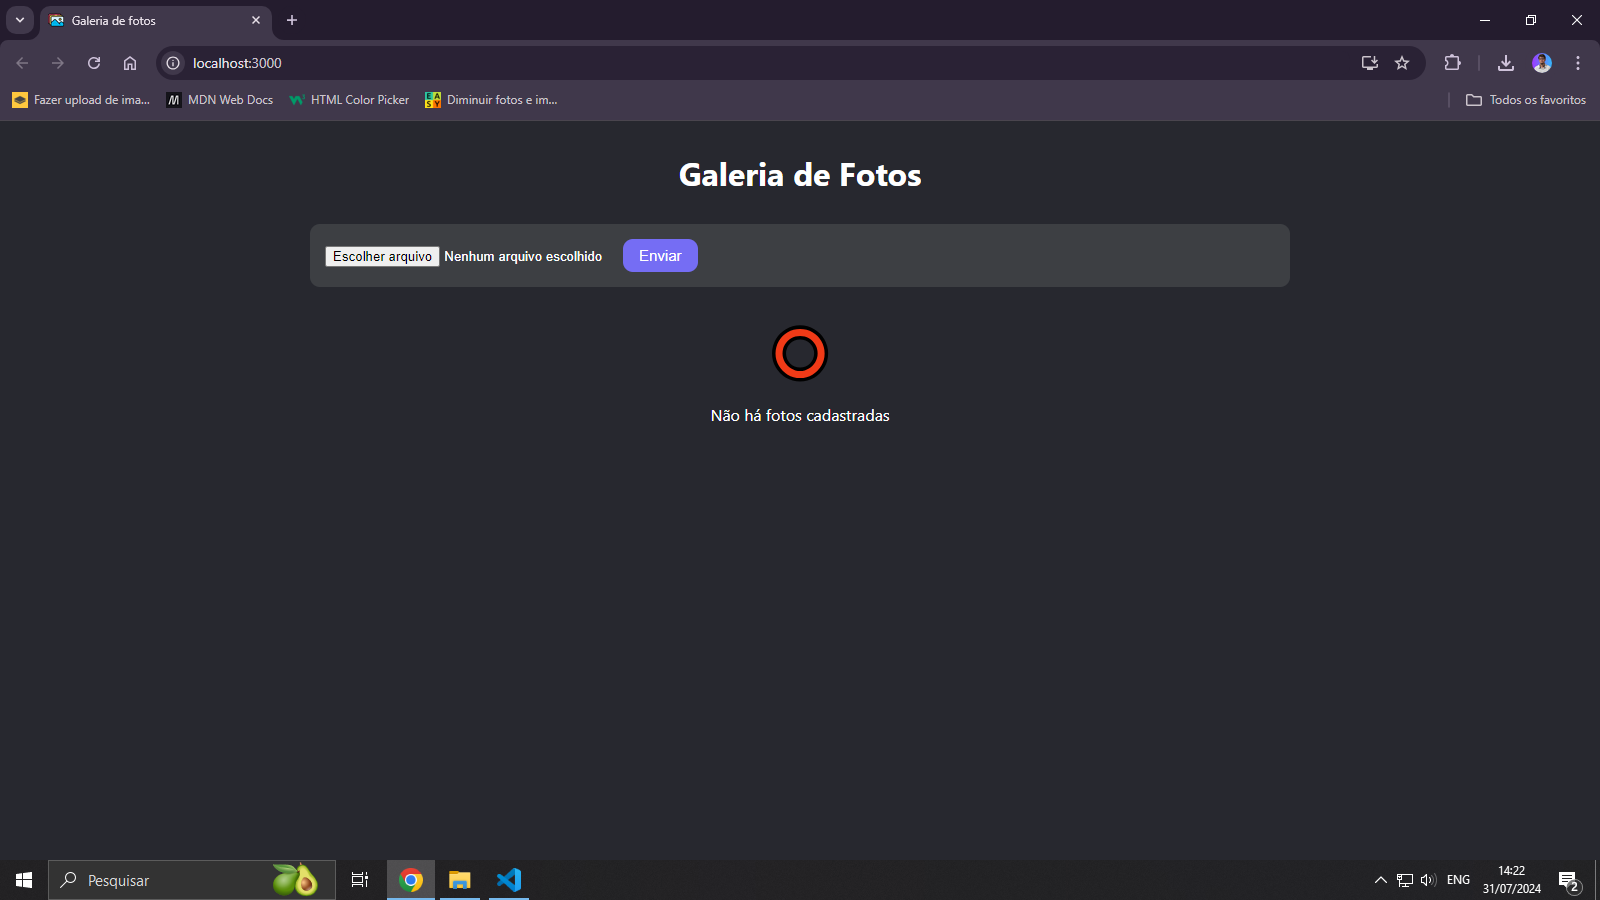 Galeria de fotos
localhost:3000
Fazer upload de ima...
MDN Web Docs
HTML Color Picker
EA
SY
Diminuir fotos e im...
Todos os favoritos
Galeria de Fotos
Escolher arquivo Nenhum arquivo escolhido
Enviar
Não há fotos cadastradas
Pesquisar
ENG
14:22
31/07/2024
2